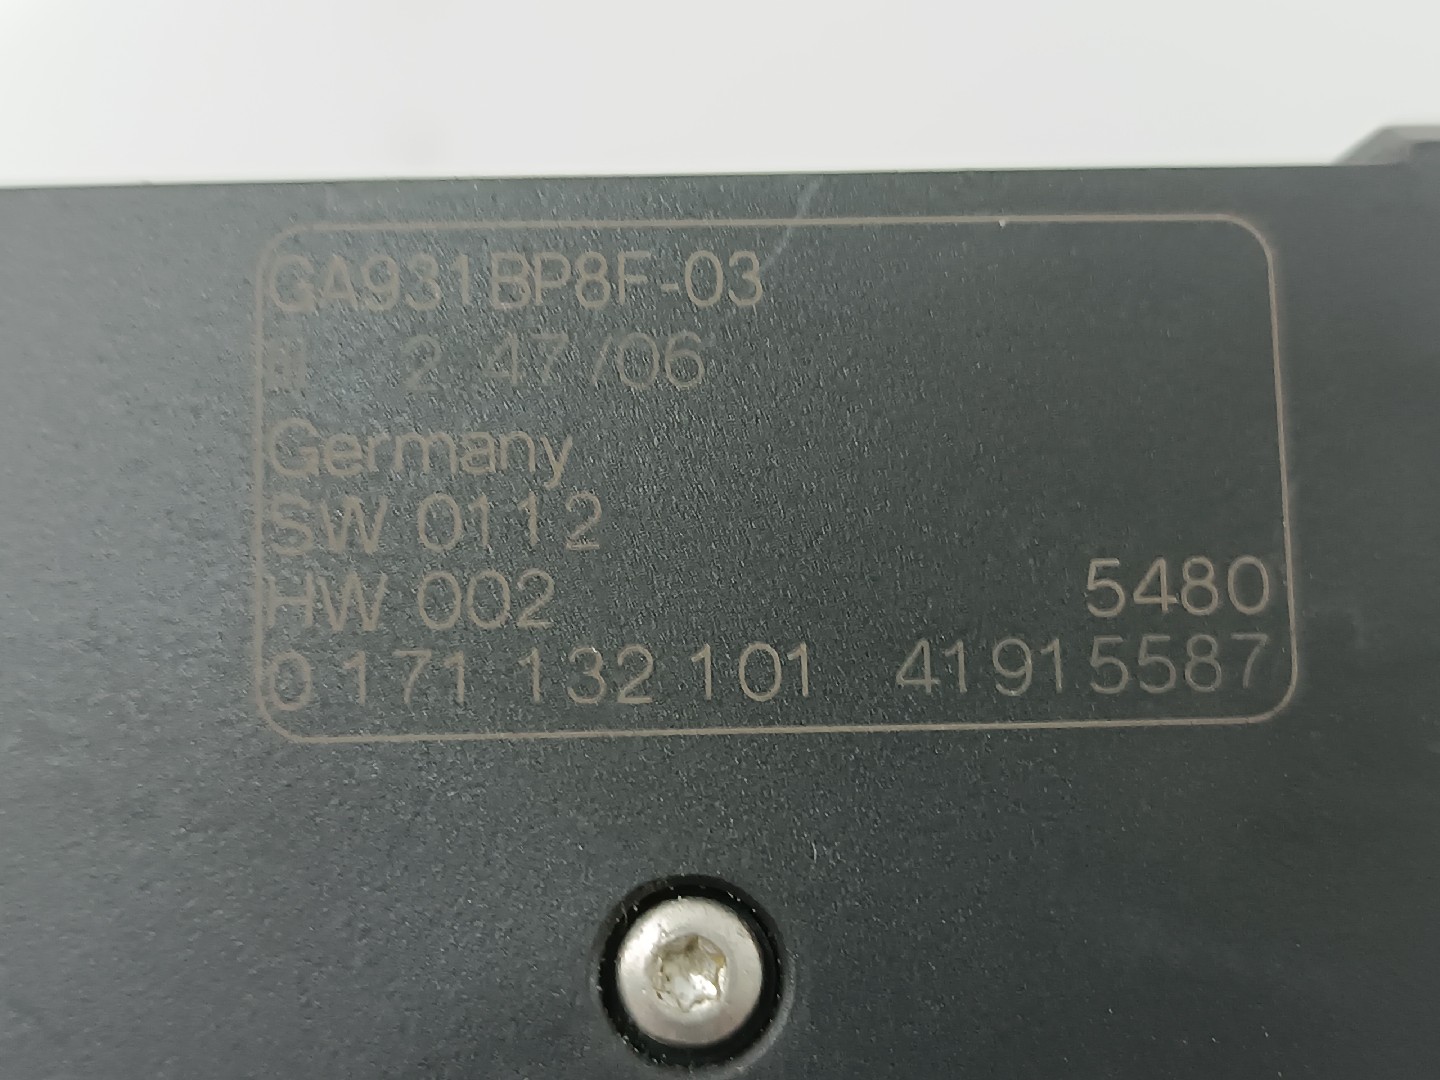 GA931BP8F-03
2 47/06
Germany
SW 0112
HW 002 5480
0 171 132 101 41915587